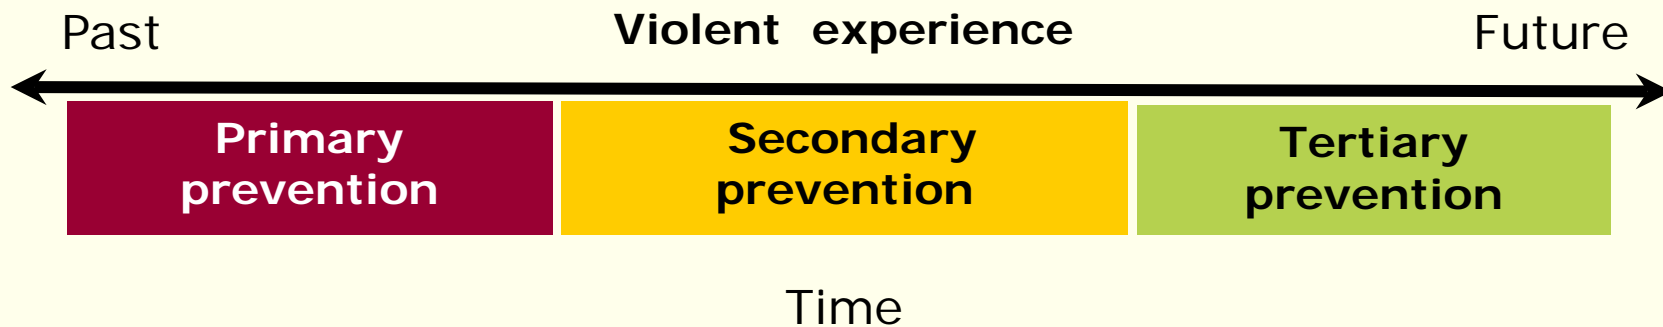 Past Violent experience Future
Primary prevention
Secondary prevention
Tertiary prevention
Time